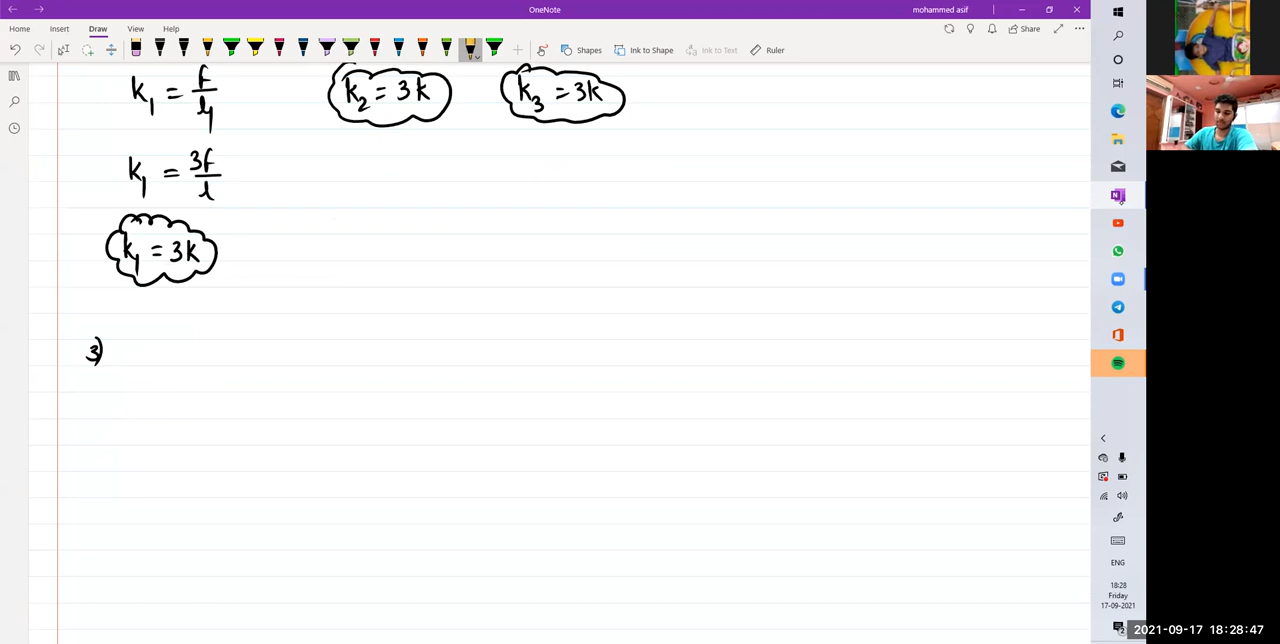 OneNote
mohammed asif
Home Insert Draw View Help
Share
Shapes
Ink to Shape
Ink to Text
Ruler
k₁ = f/l₁
k₂ = 3k
k₃ = 3k
k₁ = 3f/l
k₁ = 3k
3)
ENG
18:28
Friday
17-09-2021
2021-09-17 18:28:47